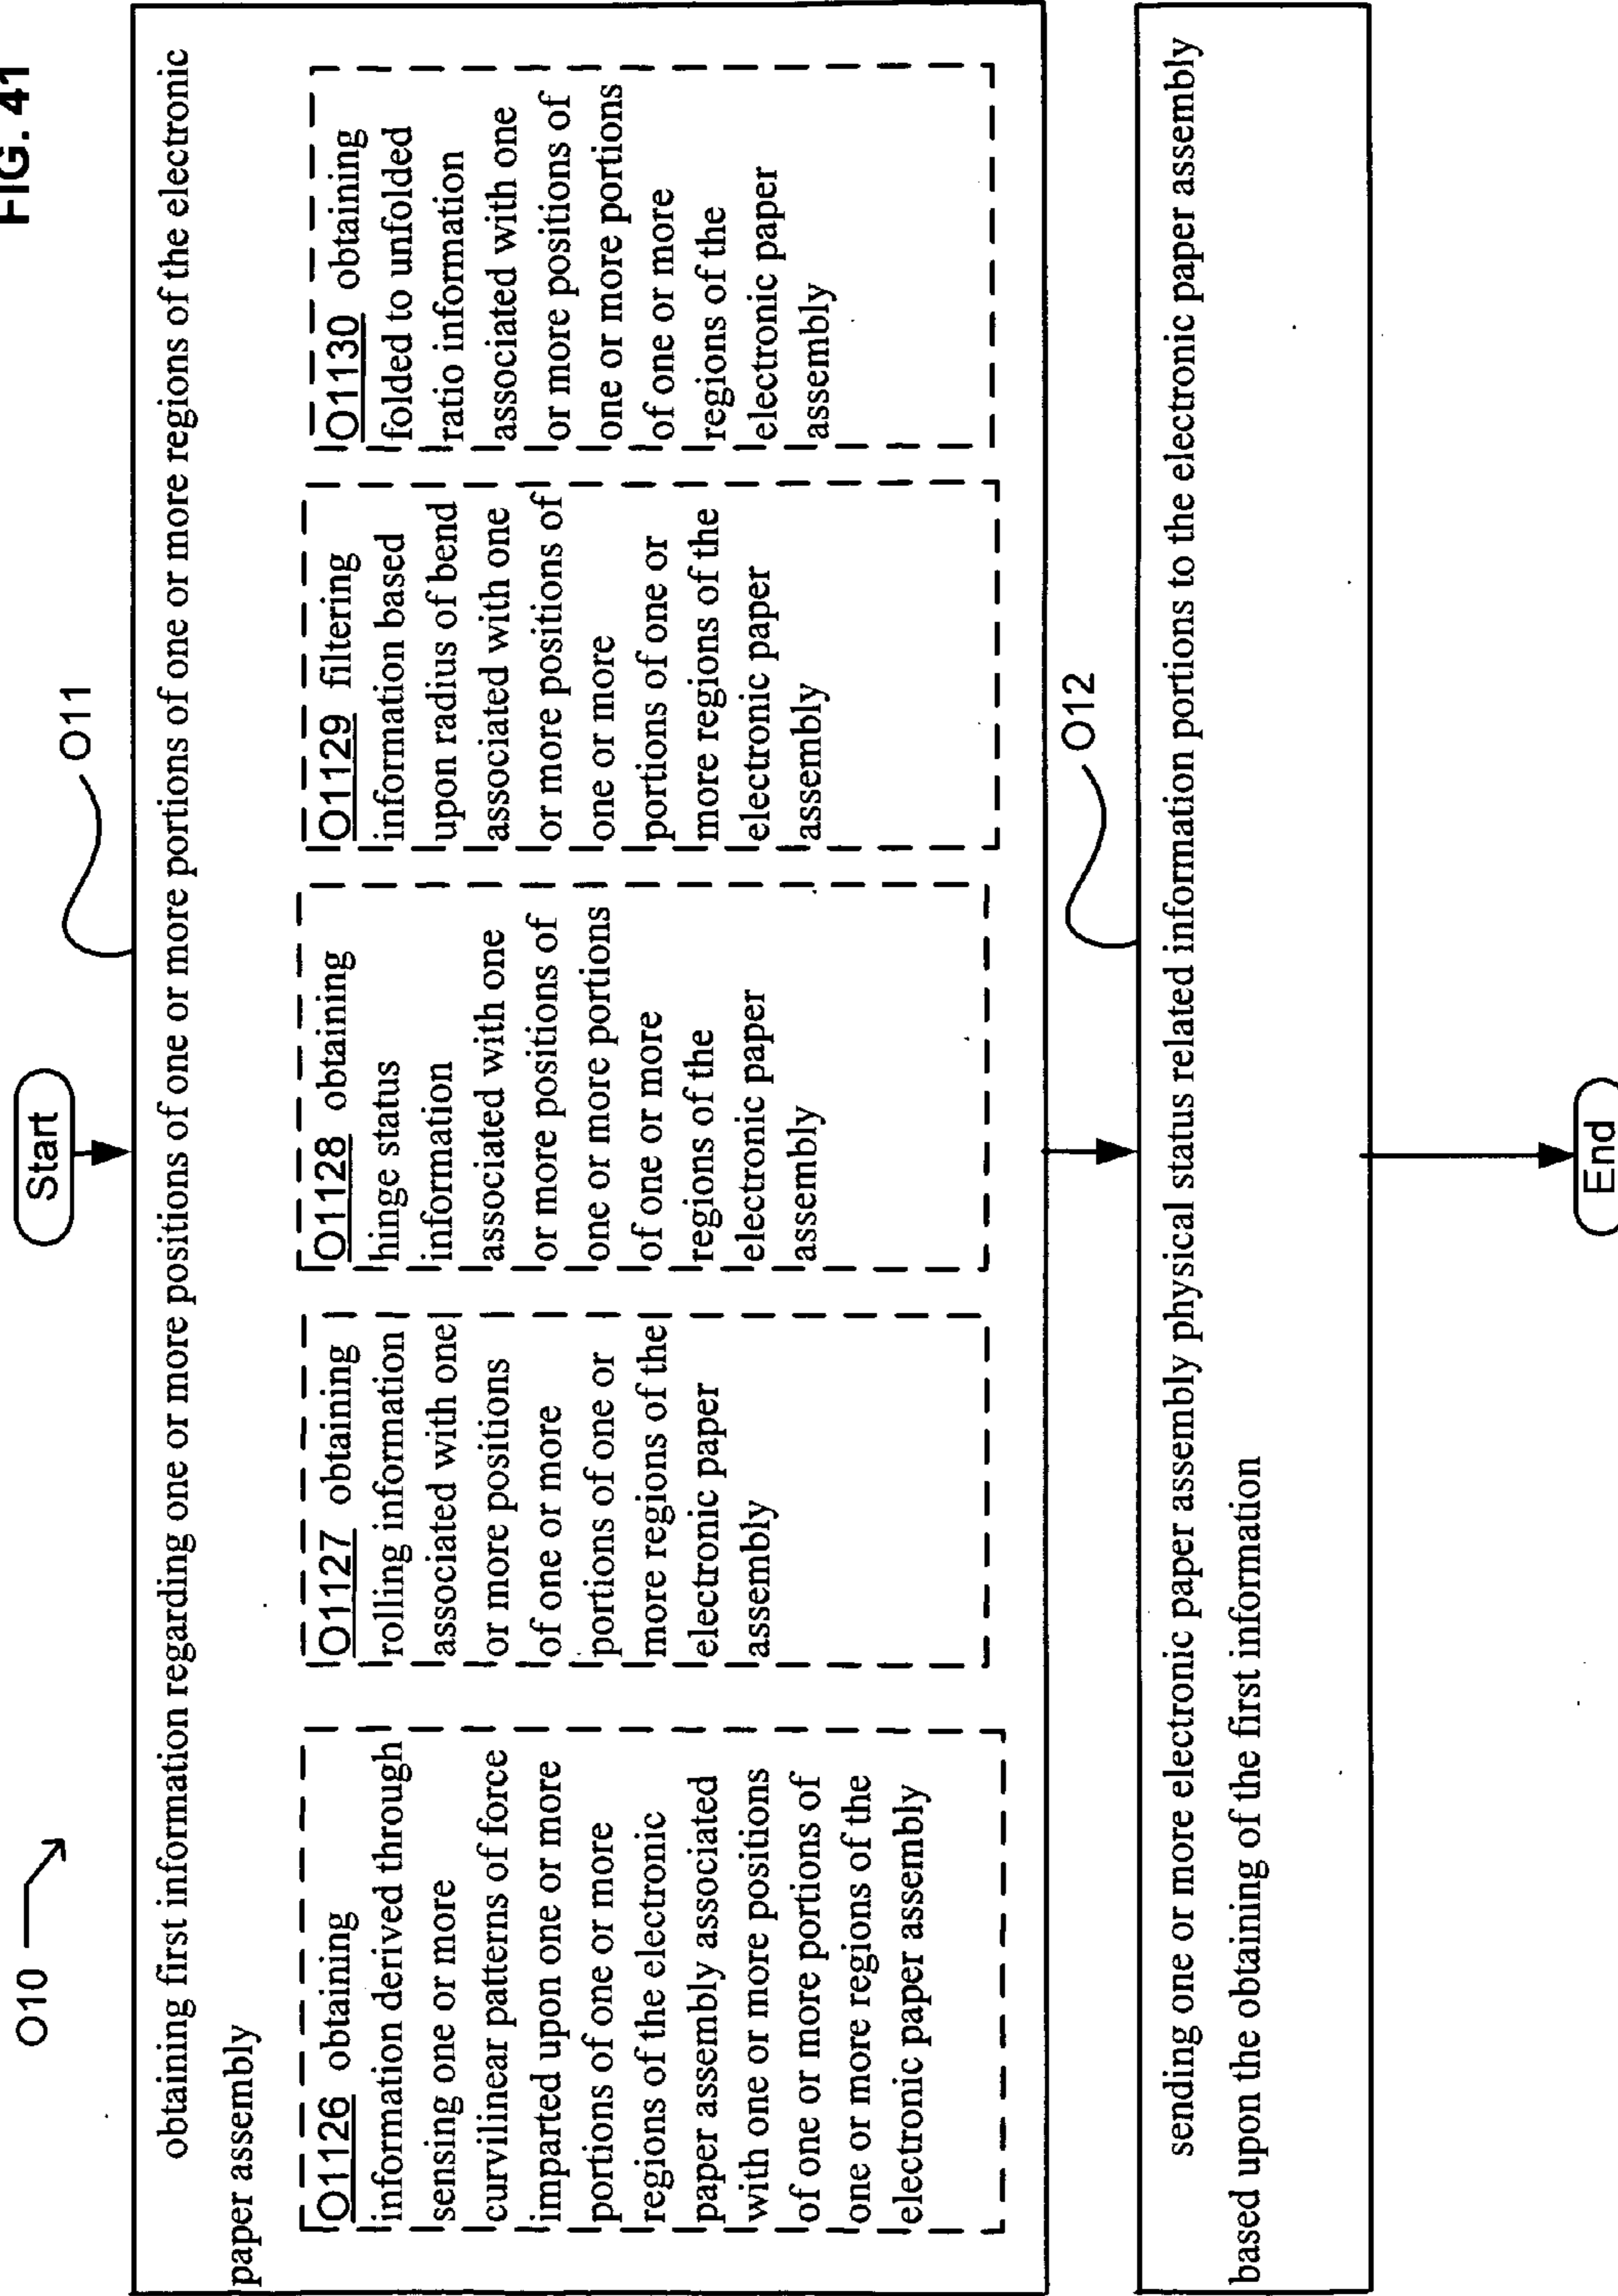 FIG. 41
O10
Start
O11
obtaining first information regarding one or more positions of one or more portions of one or more regions of the electronic
paper assembly
O1126 obtaining
information derived through
sensing one or more
curvilinear patterns of force
imparted upon one or more
portions of one or more
regions of the electronic
paper assembly associated
with one or more positions
of one or more portions of
one or more regions of the
electronic paper assembly
O1127 obtaining
rolling information
associated with one
or more positions
of one or more
portions of one or
more regions of the
electronic paper
assembly
O1128 obtaining
hinge status
information
associated with one
or more positions of
one or more portions
of one or more
regions of the
electronic paper
assembly
O1129 filtering
information based
upon radius of bend
associated with one
or more positions of
one or more
portions of one or
more regions of the
electronic paper
assembly
O1130 obtaining
folded to unfolded
ratio information
associated with one
or more positions of
one or more portions
of one or more
regions of the
electronic paper
assembly
O12
sending one or more electronic paper assembly physical status related information portions to the electronic paper assembly
based upon the obtaining of the first information
End